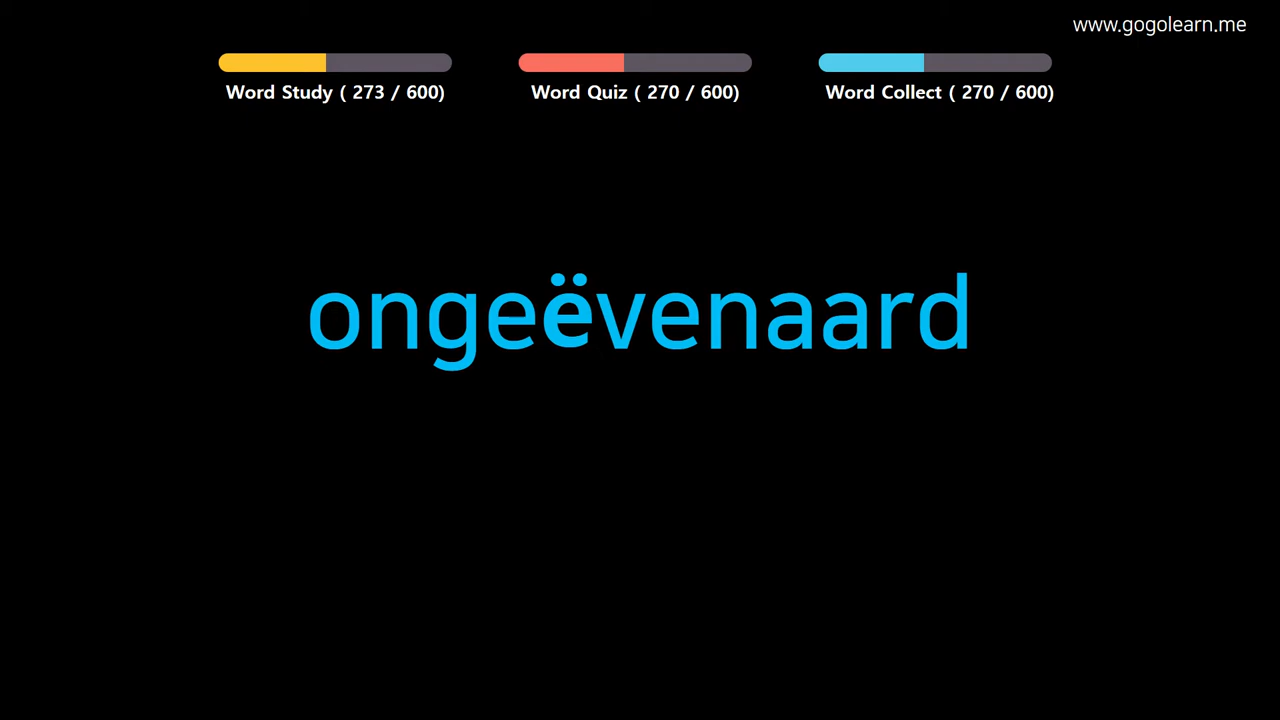 www.gogolearn.me
Word Study ( 273 / 600)
Word Quiz ( 270 / 600)
Word Collect ( 270 / 600)
ongeëvenaard